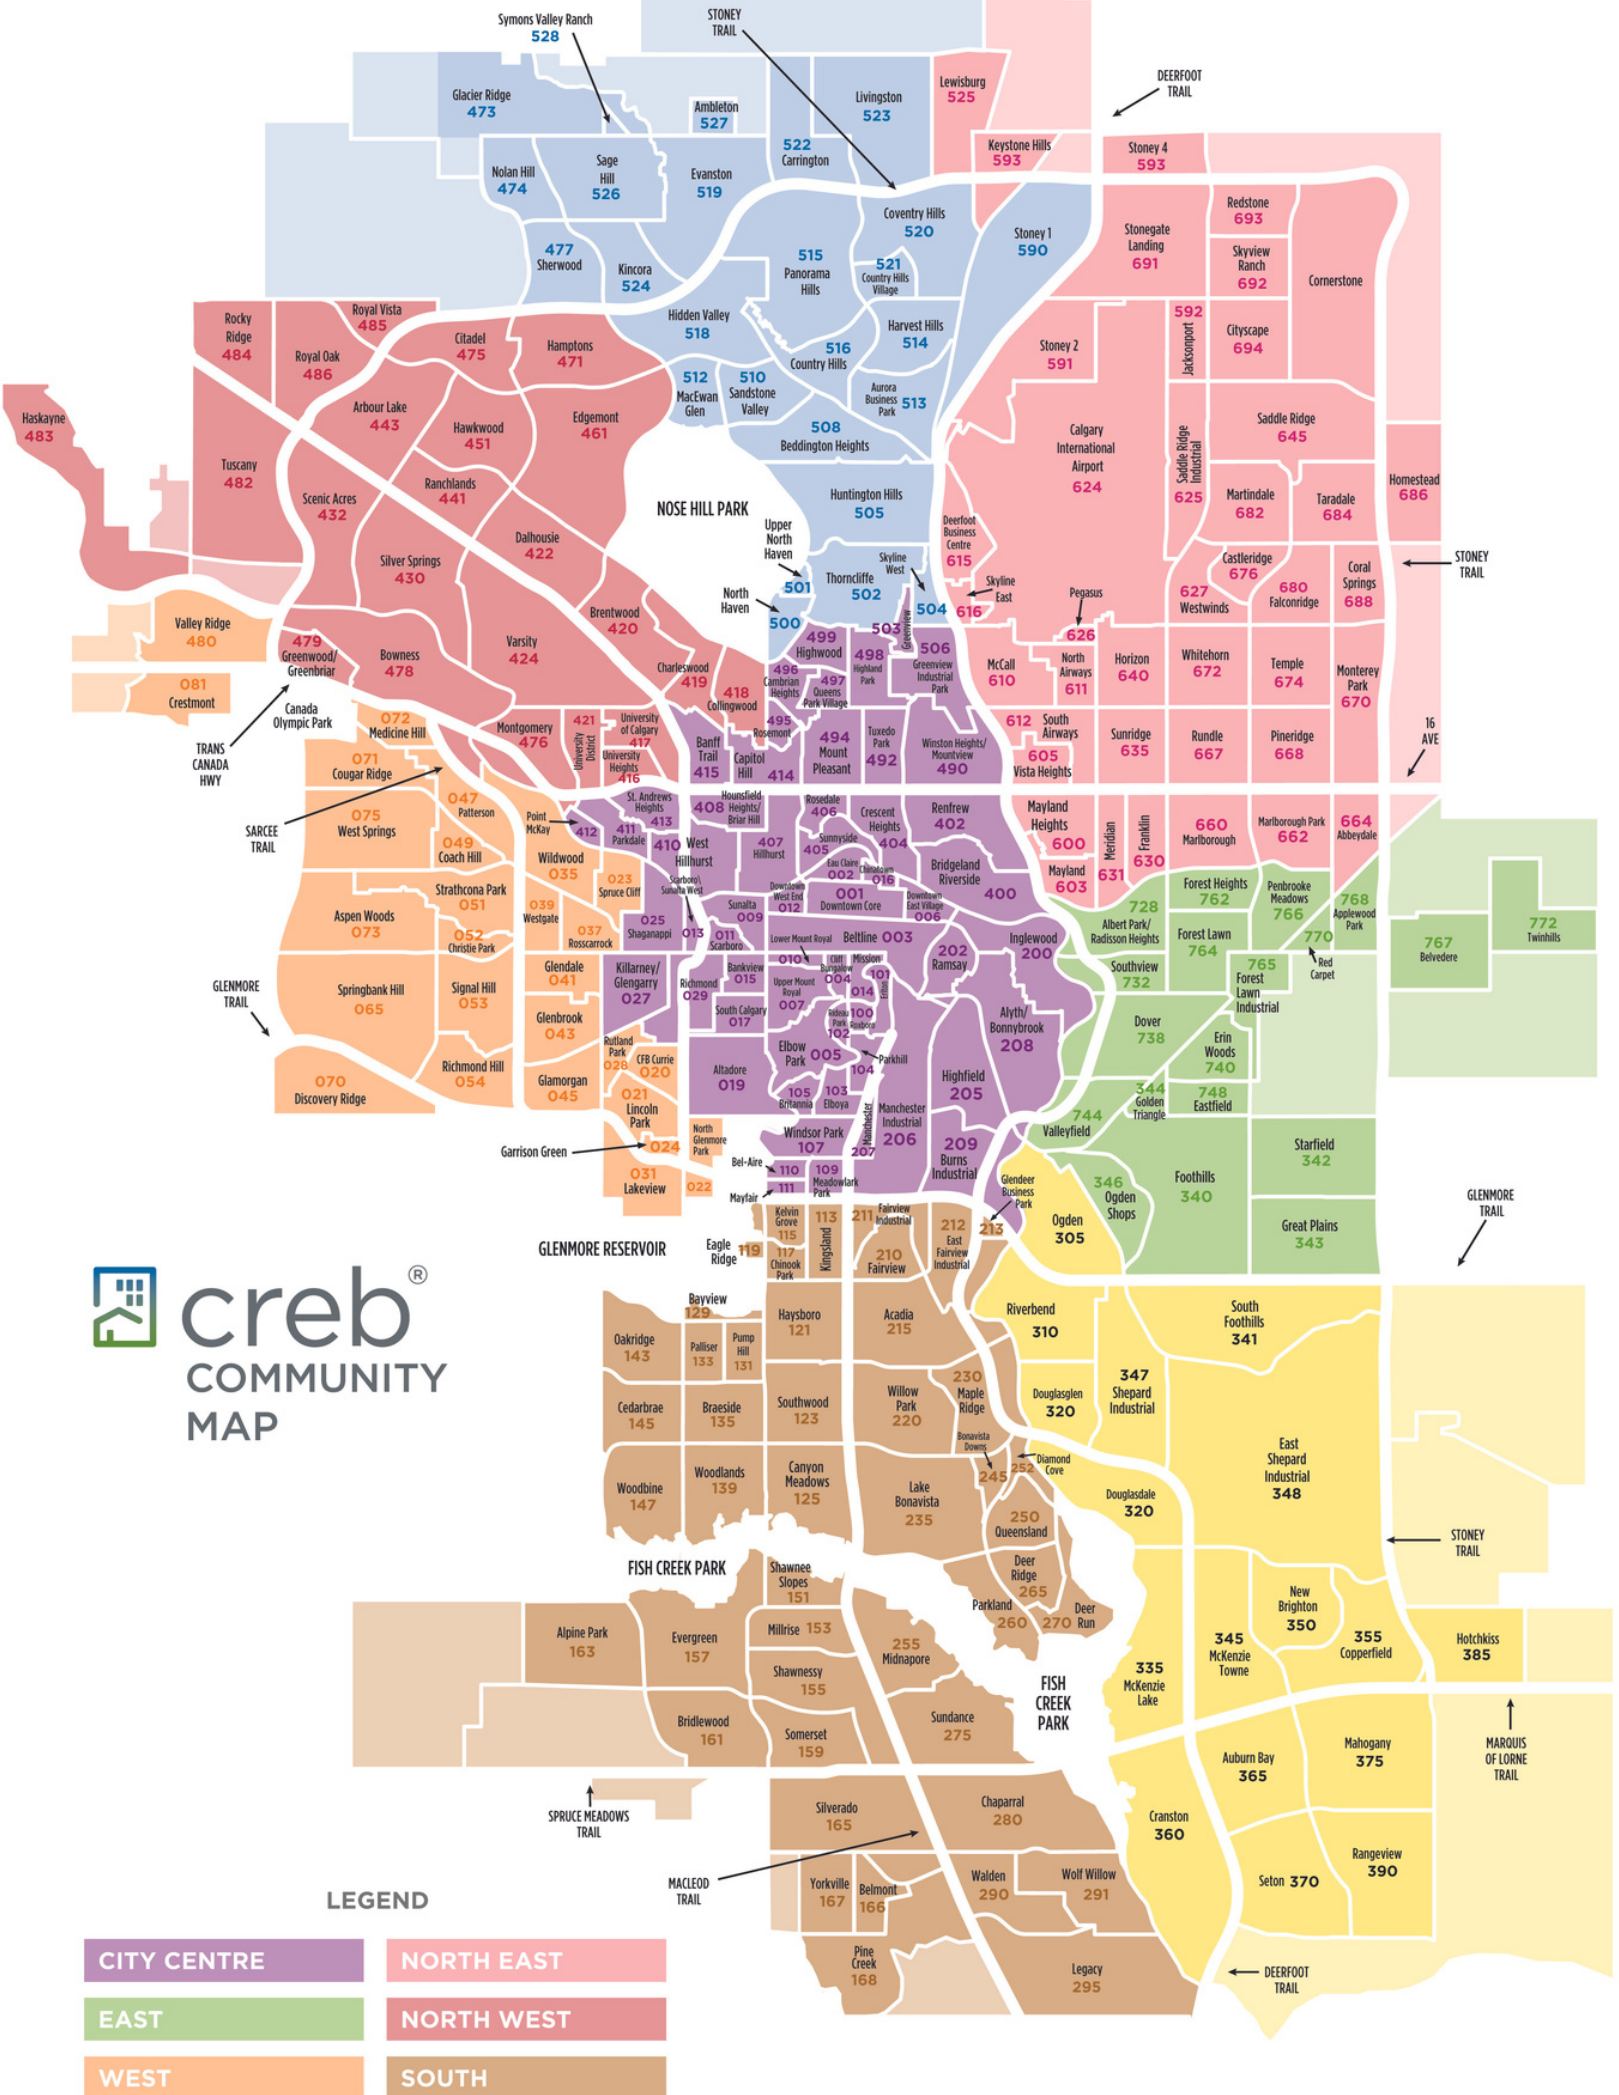 Symons Valley Ranch
528
STONEY
TRAIL
DEERFOOT
TRAIL
Glacier Ridge
473
Ambleton
527
Livingston
523
Lewisburg
525
522
Carrington
Keystone Hills
593
Stoney 4
593
Nolan Hill
474
Sage
Hill
526
Evanston
519
Coventry Hills
520
Stoney 1
590
Stonegate
Landing
691
Redstone
693
Skyview
Ranch
692
Cornerstone
477
Sherwood
Kincora
524
515
Panorama
Hills
521
Country Hills
Village
Rocky
Ridge
484
Royal Vista
485
Royal Oak
486
Citadel
475
Hamptons
471
Hidden Valley
518
Harvest Hills
514
516
Country Hills
Stoney 2
591
592
Jacksonport
Cityscape
694
512
MacEwan
Glen
510
Sandstone
Valley
Aurora
Business
Park
513
508
Beddington Heights
Haskayne
483
Arbour Lake
443
Hawkwood
451
Edgemont
461
Tuscany
482
Scenic Acres
432
Ranchlands
441
Calgary
International
Airport
624
Saddle Ridge
Industrial
625
Saddle Ridge
645
Martindale
682
Taradale
684
Homestead
686
NOSE HILL PARK
Huntington Hills
505
Upper
North
Haven
501
North
Haven
500
Silver Springs
430
Dalhousie
422
Thorncliffe
502
Skyline
West
504
Deerfoot
Business
Centre
615
Skyline
East
616
Pegasus
626
Castleridge
676
627
Westwinds
680
Falconridge
Coral
Springs
688
STONEY
TRAIL
Valley Ridge
480
081
Crestmont
479
Greenwood/
Greenbriar
Bowness
478
Brentwood
420
Varsity
424
Charleswood
419
418
Collingwood
499
Highwood
503
Greenview
498
Highland
Park
506
Greenview
Industrial
Park
496
Cambrian
Heights
497
Queens
Park Village
McCall
610
North
Airways
611
Horizon
640
Whitehorn
672
Temple
674
Monterey
Park
670
Canada
Olympic Park
TRANS
CANADA
HWY
072
Medicine Hill
Montgomery
476
421
University
District
University
of Calgary
417
University
Heights
416
495
Rosemont
Banff
Trail
415
Capitol
Hill
414
494
Mount
Pleasant
Tuxedo
Park
492
Winston Heights/
Mountview
490
612
South
Airways
605
Vista Heights
Sunridge
635
Rundle
667
Pineridge
668
16
AVE
071
Cougar Ridge
SARCEE
TRAIL
075
West Springs
047
Patterson
049
Coach Hill
Point
McKay
412
411
Parkdale
St. Andrews
Heights
413
408
Hounsfield
Heights/
Briar Hill
410
West
Hillhurst
407
Hillhurst
Rosedale
406
Sunnyside
405
Crescent
Heights
404
Renfrew
402
Mayland
Heights
600
Mayland
603
Meridian
631
Franklin
630
660
Marlborough
Marlborough Park
662
664
Abbeydale
Wildwood
035
023
Spruce Cliff
Scarboro\
Sunalta West
013
Eau Claire
002
Chinatown
016
Bridgeland
Riverside
400
Aspen Woods
073
Strathcona Park
051
052
Christie Park
039
Westgate
037
Rosscarrock
025
Shaganappi
Sunalta
009
Downtown
West End
012
001
Downtown Core
Downtown
East Village
006
728
Albert Park/
Radisson Heights
Forest Heights
762
Penbrooke
Meadows
766
768
Applewood
Park
Forest Lawn
764
770
Red
Carpet
767
Belvedere
772
Twinhills
011
Scarboro
Lower Mount Royal
010
Beltline 003
202
Ramsay
Inglewood
200
Southview
732
765
Forest
Lawn
Industrial
GLENMORE
TRAIL
Springbank Hill
065
Signal Hill
053
Glendale
041
Killarney/
Glengarry
027
Richmond
029
Bankview
015
Upper Mount
Royal
007
Cliff
Bungalow
004
Mission
014
101
Erlton
South Calgary
017
Rideau
Park
102
100
Roxboro
Alyth/
Bonnybrook
208
Dover
738
Erin
Woods
740
Glenbrook
043
Rutland
Park
028
CFB Currie
020
Richmond Hill
054
Glamorgan
045
021
Lincoln
Park
Altadore
019
Elbow
Park
005
Parkhill
104
105
Britannia
103
Elboya
Highfield
205
070
Discovery Ridge
344
Golden
Triangle
748
Eastfield
744
Valleyfield
Manchester
207
Manchester
Industrial
206
209
Burns
Industrial
Garrison Green
024
North
Glenmore
Park
022
031
Lakeview
Windsor Park
107
Bel-Aire
110
Mayfair
111
109
Meadowlark
Park
Glendeer
Business
Park
213
Starfield
342
346
Ogden
Shops
Foothills
340
Great Plains
343
Ogden
305
GLENMORE
TRAIL
GLENMORE RESERVOIR
Kelvin
Grove
115
113
Kingsland
211
Fairview
Industrial
212
East
Fairview
Industrial
Eagle
Ridge
119
117
Chinook
Park
210
Fairview
creb®
COMMUNITY
MAP
Bayview
129
Oakridge
143
Palliser
133
Pump
Hill
131
Haysboro
121
Acadia
215
Riverbend
310
South
Foothills
341
Cedarbrae
145
Braeside
135
Southwood
123
Willow
Park
220
230
Maple
Ridge
Douglasglen
320
347
Shepard
Industrial
Bonavista
Downs
245
252
Diamond
Cove
Woodbine
147
Woodlands
139
Canyon
Meadows
125
Lake
Bonavista
235
250
Queensland
Douglasdale
320
East
Shepard
Industrial
348
STONEY
TRAIL
FISH CREEK PARK
Shawnee
Slopes
151
Deer
Ridge
265
Parkland
260
270
Deer
Run
Alpine Park
163
Evergreen
157
Millrise 153
Shawnessy
155
255
Midnapore
New
Brighton
350
345
McKenzie
Towne
355
Copperfield
Hotchkiss
385
335
McKenzie
Lake
FISH
CREEK
PARK
Bridlewood
161
Somerset
159
Sundance
275
Auburn Bay
365
Mahogany
375
MARQUIS
OF LORNE
TRAIL
SPRUCE MEADOWS
TRAIL
Silverado
165
Chaparral
280
Cranston
360
MACLEOD
TRAIL
Yorkville
167
Belmont
166
Walden
290
Wolf Willow
291
Seton 370
Rangeview
390
Pine
Creek
168
Legacy
295
DEERFOOT
TRAIL
LEGEND
CITY CENTRE
NORTH EAST
EAST
NORTH WEST
WEST
SOUTH